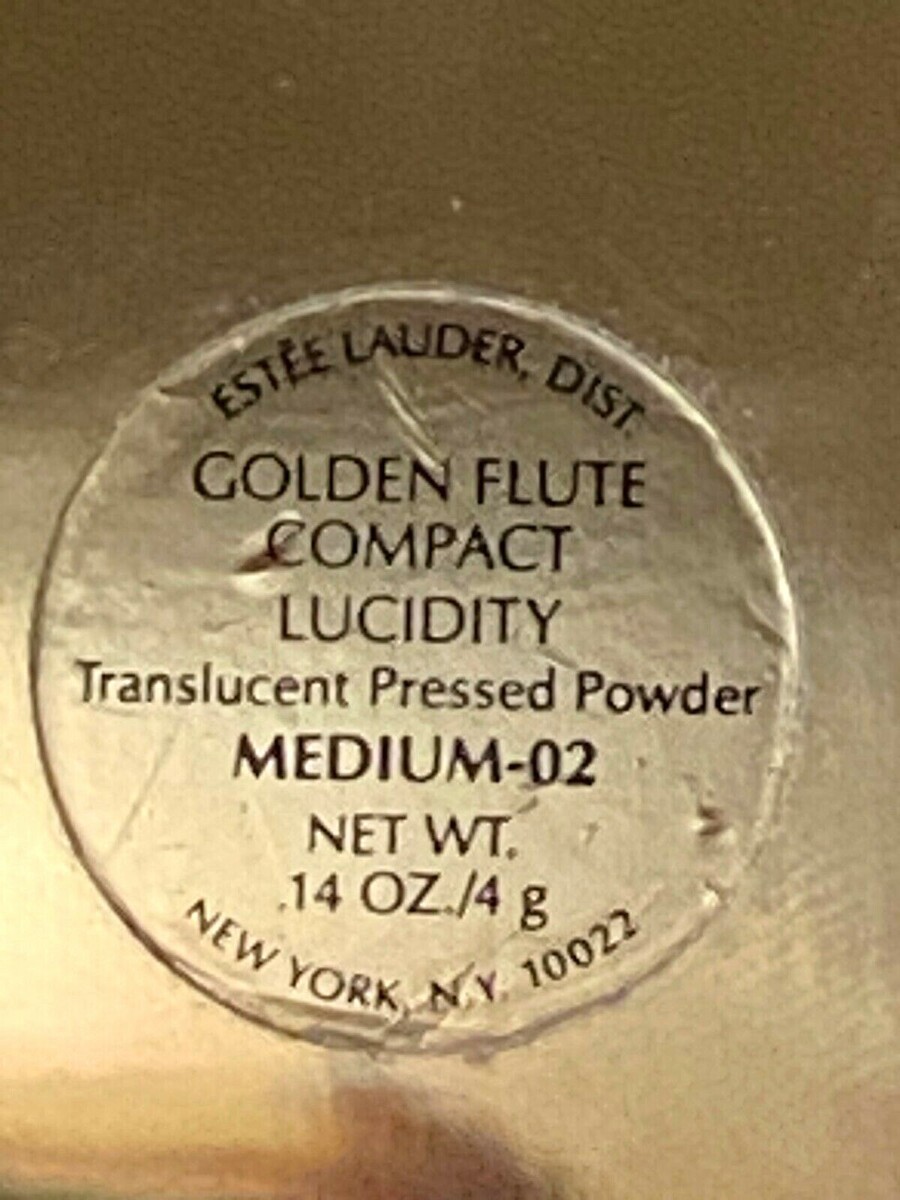 ESTÉE LAUDER, DIST.
GOLDEN FLUTE
COMPACT
LUCIDITY
Translucent Pressed Powder
MEDIUM-02
NET WT.
.14 OZ./4 g
NEW YORK, N.Y. 10022